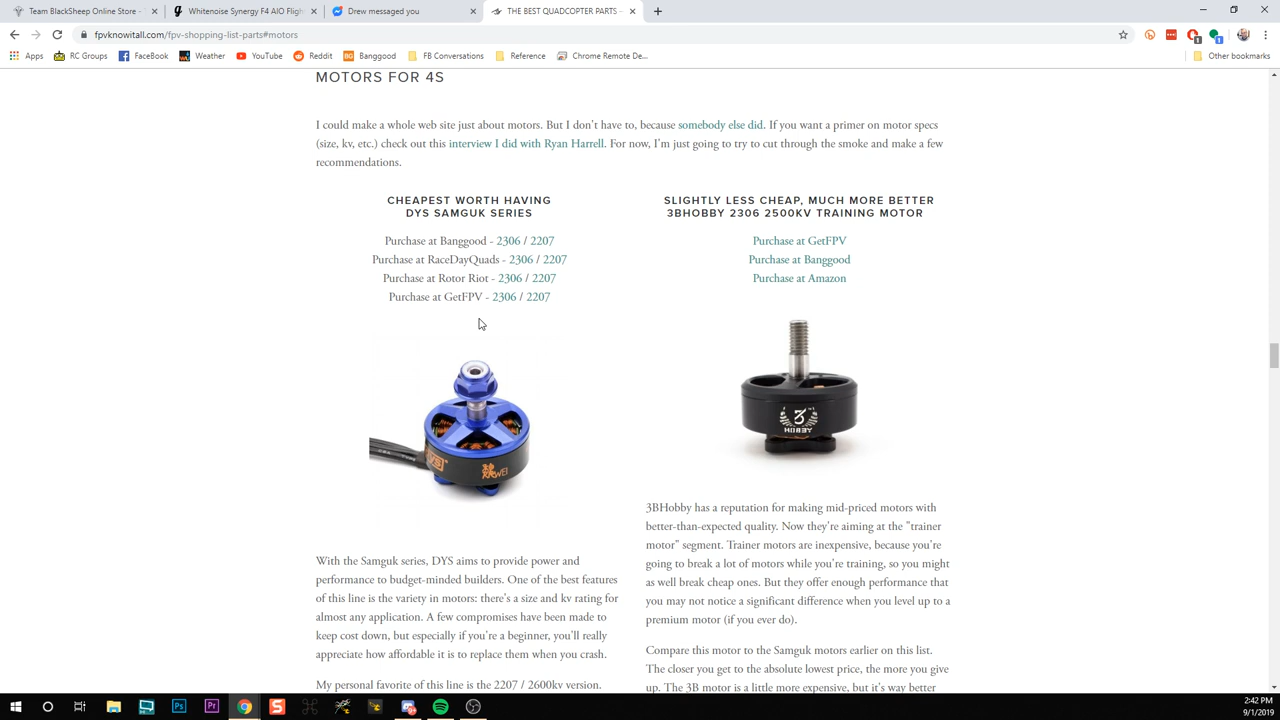 Team BlackSheep Online Store -
Whitenoise Synergy F4 AIO Flight
Drew messaged you
THE BEST QUADCOPTER PARTS -
fpvknowitall.com/fpv-shopping-list-parts#motors
Apps
RC Groups
FaceBook
Weather
YouTube
Reddit
Banggood
FB Conversations
Reference
Chrome Remote De...
Other bookmarks
MOTORS FOR 4S
I could make a whole web site just about motors. But I don't have to, because somebody else did. If you want a primer on motor specs
(size, kv, etc.) check out this interview I did with Ryan Harrell. For now, I'm just going to try to cut through the smoke and make a few
recommendations.
CHEAPEST WORTH HAVING
DYS SAMGUK SERIES
Purchase at Banggood - 2306 / 2207
Purchase at RaceDayQuads - 2306 / 2207
Purchase at Rotor Riot - 2306 / 2207
Purchase at GetFPV - 2306 / 2207
WEI
With the Samguk series, DYS aims to provide power and
performance to budget-minded builders. One of the best features
of this line is the variety in motors: there's a size and kv rating for
almost any application. A few compromises have been made to
keep cost down, but especially if you're a beginner, you'll really
appreciate how affordable it is to replace them when you crash.
My personal favorite of this line is the 2207 / 2600kv version.
SLIGHTLY LESS CHEAP, MUCH MORE BETTER
3BHOBBY 2306 2500KV TRAINING MOTOR
Purchase at GetFPV
Purchase at Banggood
Purchase at Amazon
3
HOBBY
3BHobby has a reputation for making mid-priced motors with
better-than-expected quality. Now they're aiming at the "trainer
motor" segment. Trainer motors are inexpensive, because you're
going to break a lot of motors while you're training, so you might
as well break cheap ones. But they offer enough performance that
you may not notice a significant difference when you level up to a
premium motor (if you ever do).
Compare this motor to the Samguk motors earlier on this list.
The closer you get to the absolute lowest price, the more you give
up. The 3B motor is a little more expensive, but it's way better
2:42 PM
9/1/2019